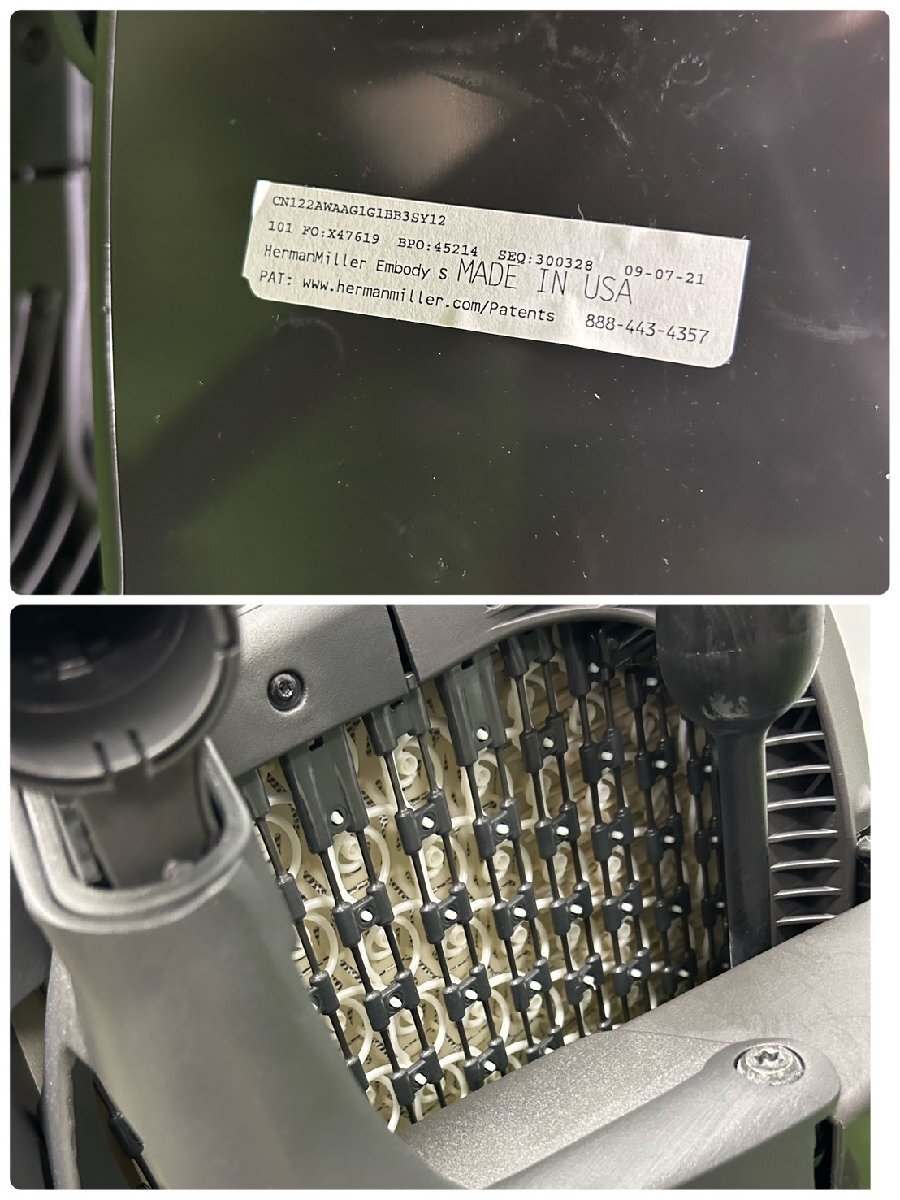 CN122AWAAG1G1BB3SY12
101 PO:X47619 BPO:45214 SEQ:300328 09-07-21
HermanMiller Embody S MADE IN USA
PAT: www.hermanmiller.com/Patents 888-443-4357